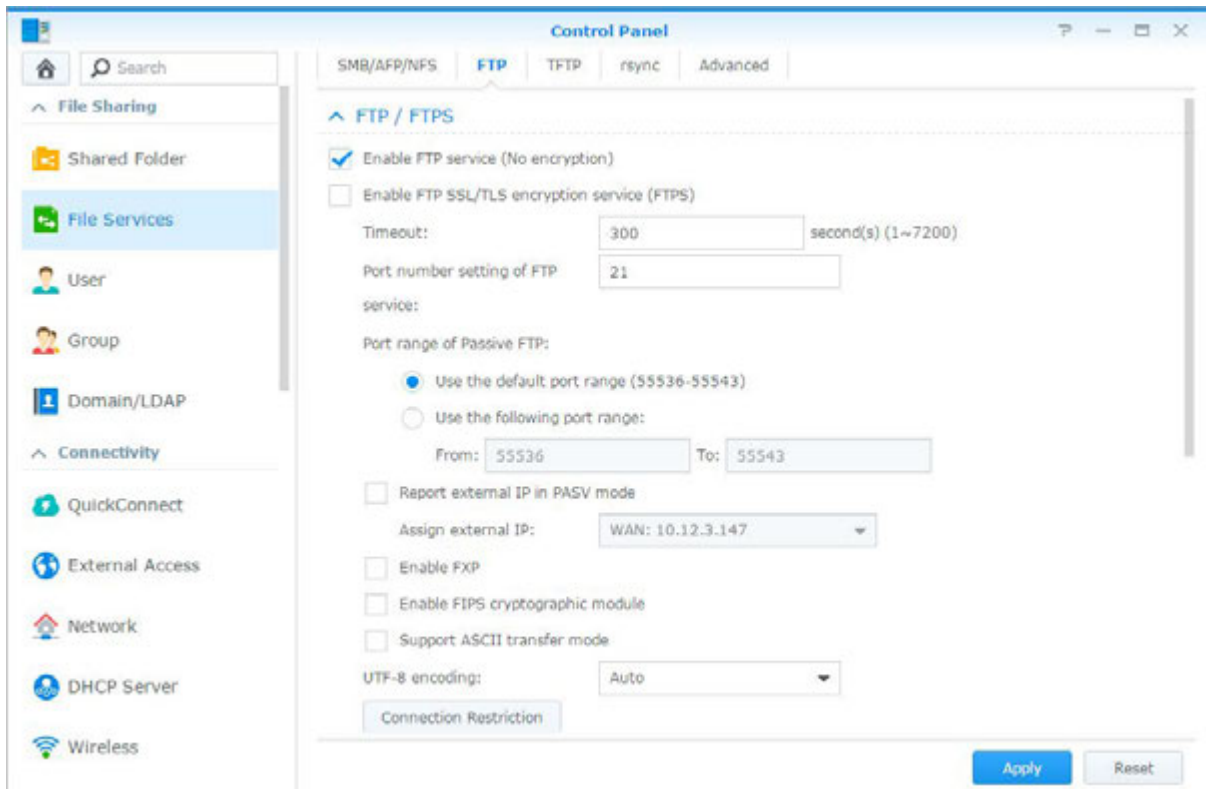 Control Panel
Search
File Sharing
Shared Folder
File Services
User
Group
Domain/LDAP
Connectivity
QuickConnect
External Access
Network
DHCP Server
Wireless
SMB/AFP/NFS FTP TFTP rsync Advanced
FTP / FTPS
Enable FTP service (No encryption)
Enable FTP SSL/TLS encryption service (FTPS)
Timeout: 300 second(s) (1~7200)
Port number setting of FTP 21
service:
Port range of Passive FTP:
Use the default port range (55536-55543)
Use the following port range:
From: 55536 To: 55543
Report external IP in PASV mode
Assign external IP: WAN: 10.12.3.147
Enable FXP
Enable FIPS cryptographic module
Support ASCII transfer mode
UTF-8 encoding: Auto
Connection Restriction
Apply Reset